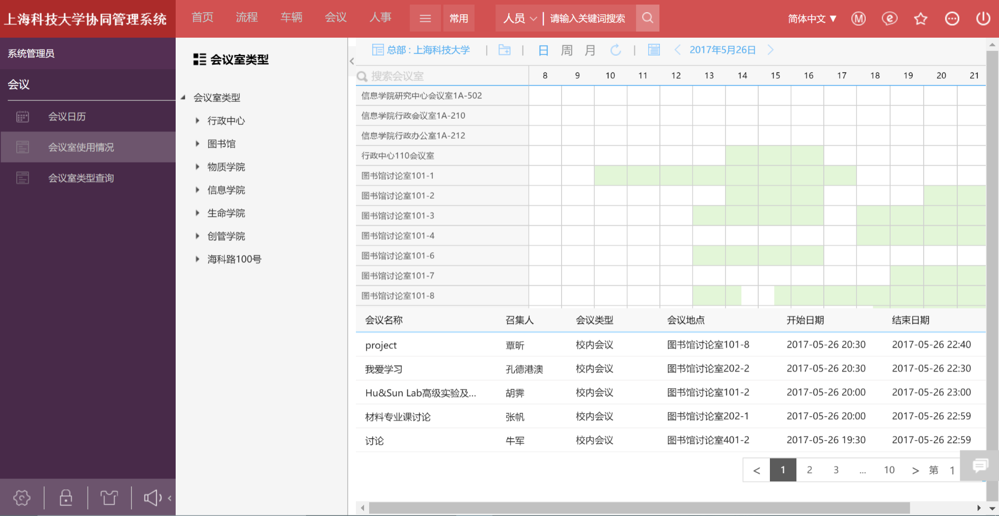 上海科技大学协同管理系统
首页 流程 车辆 会议 人事 常用 人员 请输入关键词搜索 简体中文 ▼
系统管理员
会议
会议日历
会议室使用情况
会议室类型查询
会议室类型
会议室类型
行政中心
图书馆
物质学院
信息学院
生命学院
创管学院
海科路100号
总部 : 上海科技大学 | | 日 周 月 | 2017年5月26日
搜索会议室 8 9 10 11 12 13 14 15 16 17 18 19 20 21
信息学院研究中心会议室1A-502
信息学院行政会议室1A-210
信息学院行政办公室1A-212
行政中心110会议室
图书馆讨论室101-1
图书馆讨论室101-2
图书馆讨论室101-3
图书馆讨论室101-4
图书馆讨论室101-6
图书馆讨论室101-7
图书馆讨论室101-8
会议名称 召集人 会议类型 会议地点 开始日期 结束日期
project 覃昕 校内会议 图书馆讨论室101-8 2017-05-26 20:30 2017-05-26 22:40
我爱学习 孔德港澳 校内会议 图书馆讨论室202-2 2017-05-26 20:30 2017-05-26 22:30
Hu&Sun Lab高级实验及... 胡霁 校内会议 图书馆讨论室101-2 2017-05-26 20:00 2017-05-26 23:00
材料专业课讨论 张帆 校内会议 图书馆讨论室202-1 2017-05-26 20:00 2017-05-26 22:59
讨论 牛军 校内会议 图书馆讨论室401-2 2017-05-26 19:30 2017-05-26 22:59
< 1 2 3 ... 10 > 第 1